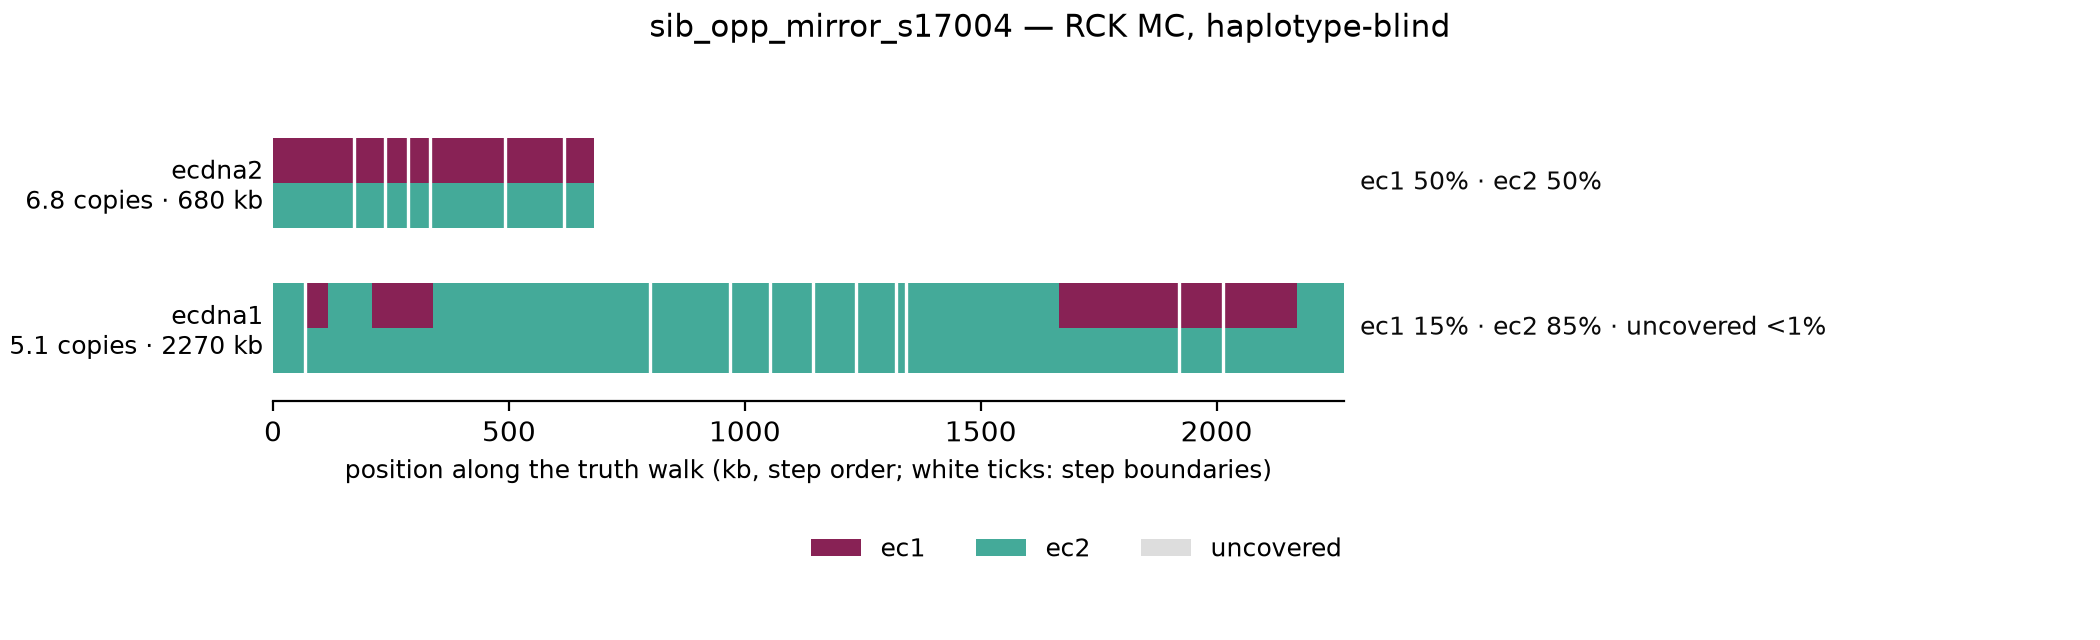 sib_opp_mirror_s17004 — RCK MC, haplotype-blind
ecdna2
6.8 copies · 680 kb
ec1 50% · ec2 50%
ecdna1
5.1 copies · 2270 kb
ec1 15% · ec2 85% · uncovered <1%
0 500 1000 1500 2000
position along the truth walk (kb, step order; white ticks: step boundaries)
ec1 ec2 uncovered